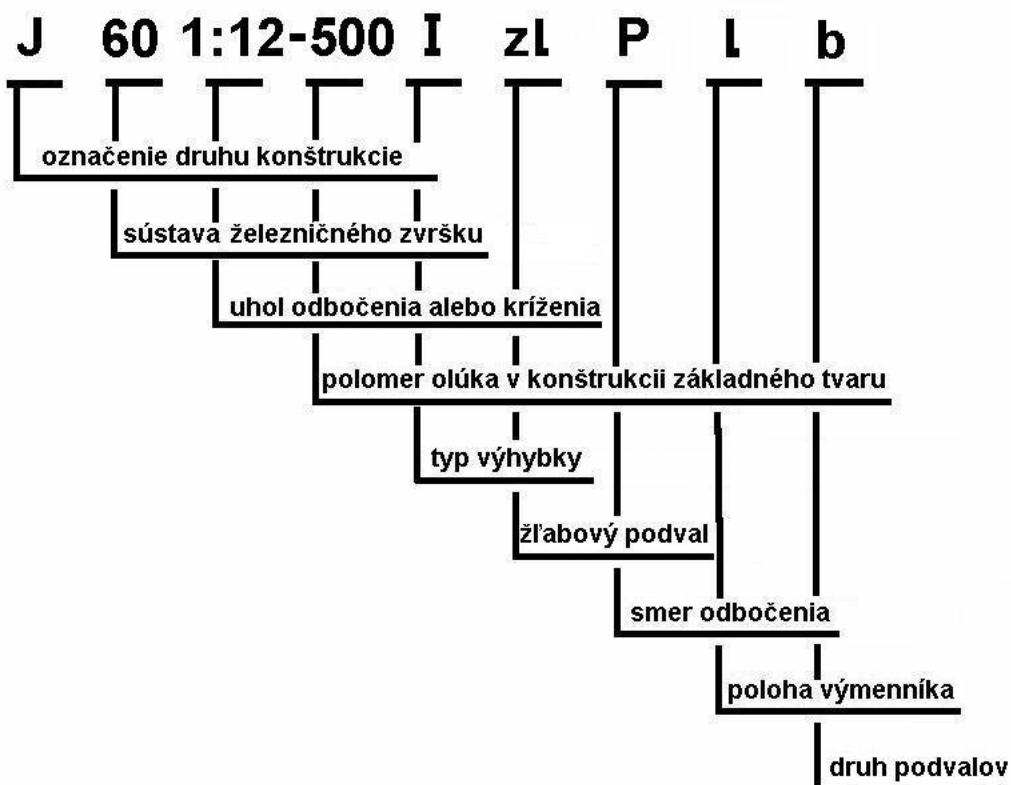 J 60 1:12-500 I zl P l b
označenie druhu konštrukcie
sústava železničného zvršku
uhol odbočenia alebo kríženia
polomer olúka v konštrukcii základného tvaru
typ výhybky
žľabový podval
smer odbočenia
poloha výmenníka
druh podvalov